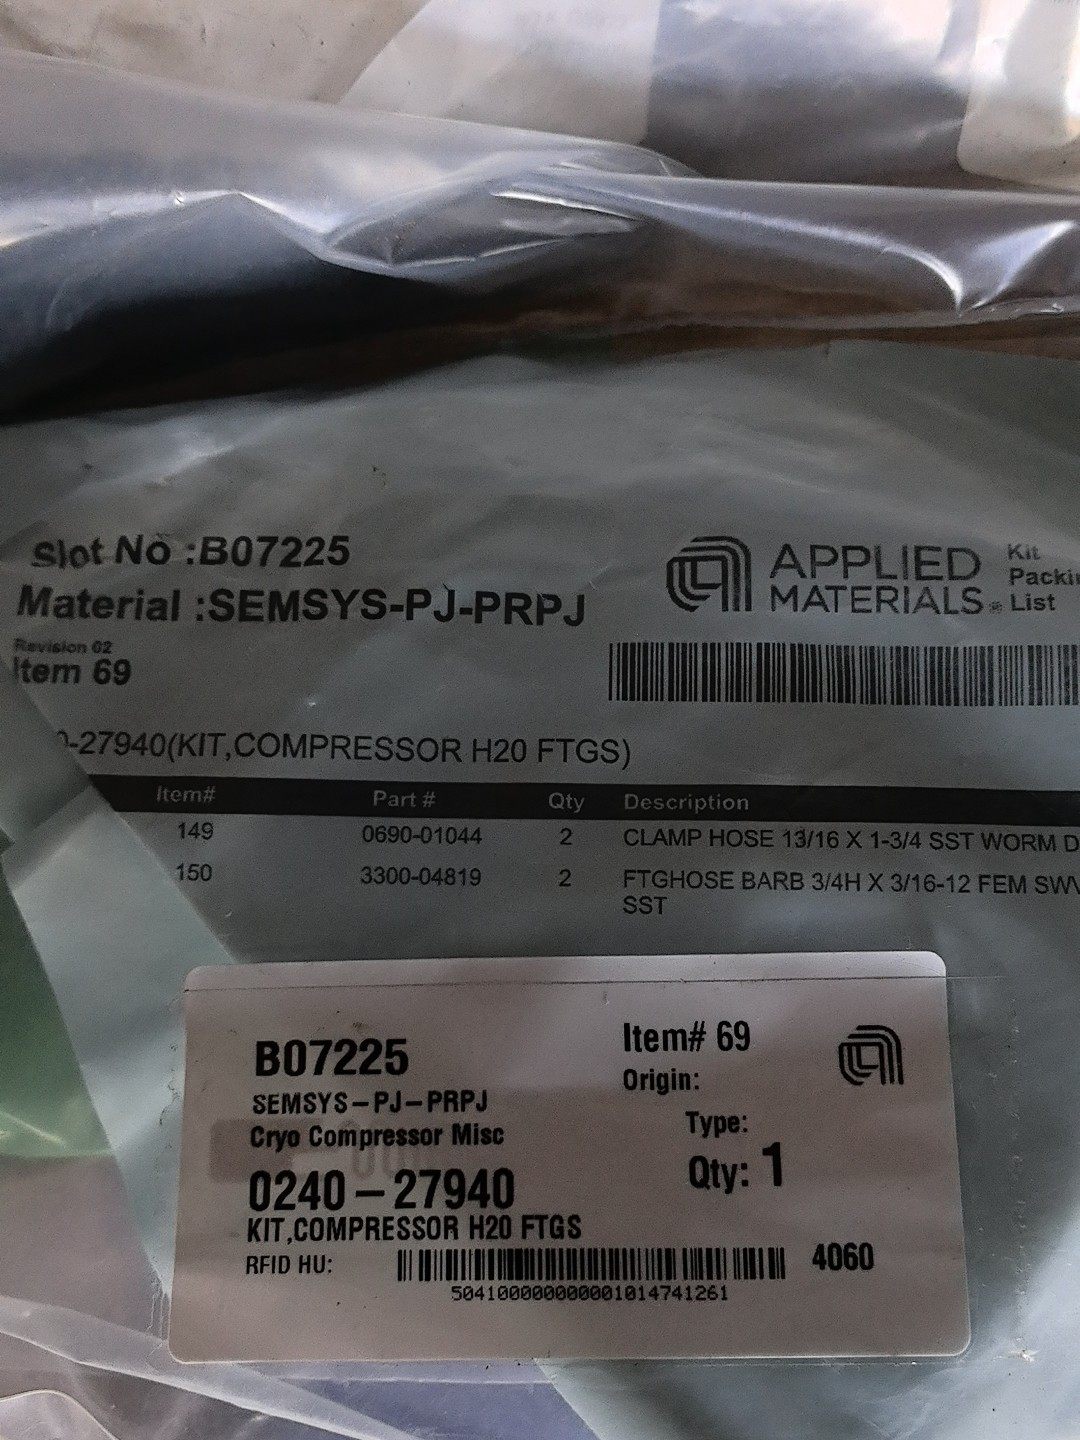 Slot No :B07225
Material :SEMSYS-PJ-PRPJ
Revision 02
Item 69
APPLIED
MATERIALS®
Kit
Packi
List
-27940(KIT,COMPRESSOR H20 FTGS)
Item# Part # Qty Description
149 0690-01044 2 CLAMP HOSE 13/16 X 1-3/4 SST WORM D
150 3300-04819 2 FTGHOSE BARB 3/4H X 3/16-12 FEM SWV
SST
B07225
SEMSYS-PJ-PRPJ
Cryo Compressor Misc
0240-27940
KIT,COMPRESSOR H20 FTGS
RFID HU:
Item# 69
Origin:
Type:
Qty: 1
4060
50410000000001014741261